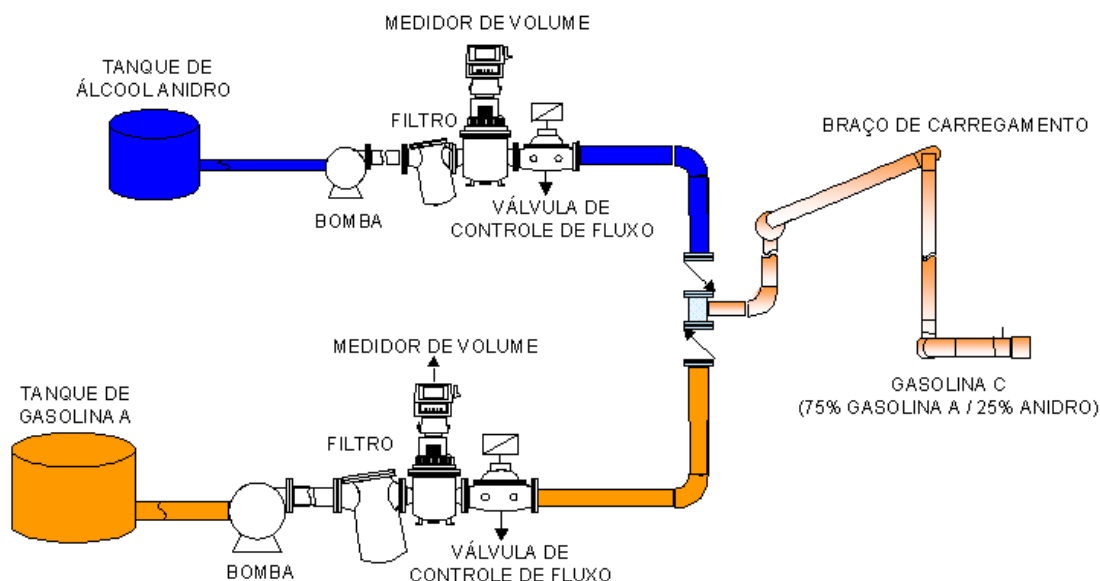 MEDIDOR DE VOLUME
TANQUE DE
ÁLCOOL ANIDRO
FILTRO
BRAÇO DE CARREGAMENTO
BOMBA
VÁLVULA DE
CONTROLE DE FLUXO
MEDIDOR DE VOLUME
TANQUE DE
GASOLINA A
FILTRO
GASOLINA C
(75% GASOLINA A / 25% ANIDRO)
BOMBA
VÁLVULA DE
CONTROLE DE FLUXO